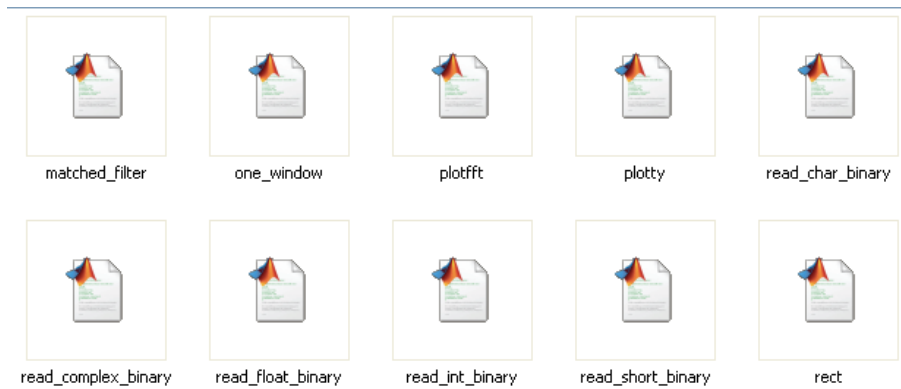 matched_filter
one_window
plotfft
plotty
read_char_binary
read_complex_binary
read_float_binary
read_int_binary
read_short_binary
rect